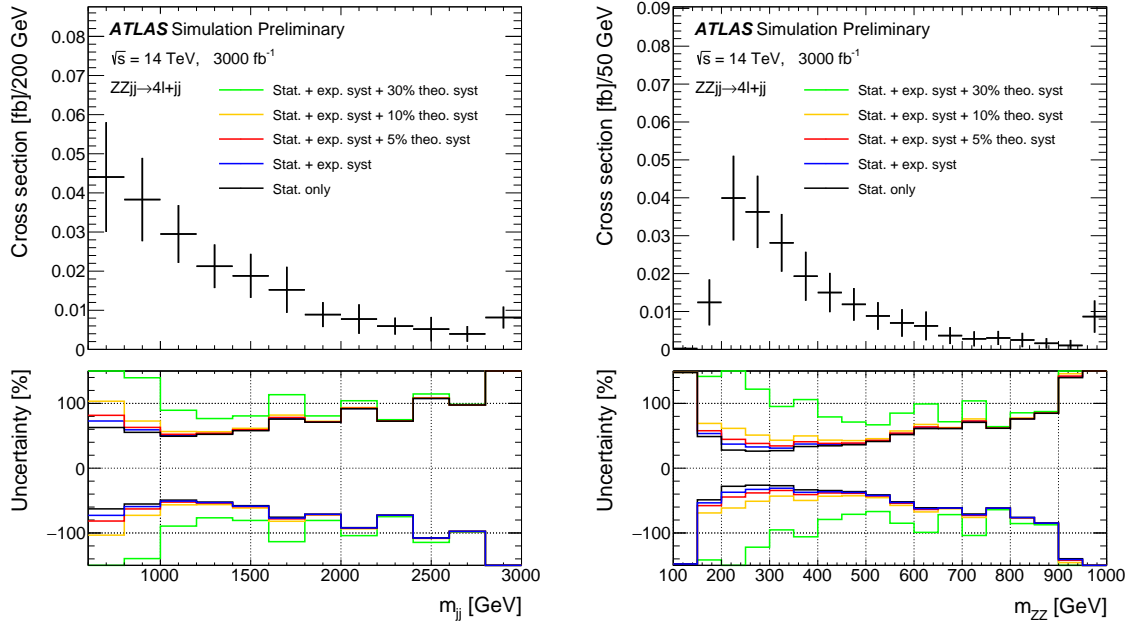 ATLAS Simulation Preliminary
√s = 14 TeV, 3000 fb⁻¹
ZZjj→4l+jj
Stat. + exp. syst + 30% theo. syst
Stat. + exp. syst + 10% theo. syst
Stat. + exp. syst + 5% theo. syst
Stat. + exp. syst
Stat. only
Cross section [fb]/200 GeV
0.08
0.07
0.06
0.05
0.04
0.03
0.02
0.01
0
Uncertainty [%]
100
0
−100
1000 1500 2000 2500 3000
m_jj [GeV]
ATLAS Simulation Preliminary
√s = 14 TeV, 3000 fb⁻¹
ZZjj→4l+jj
Stat. + exp. syst + 30% theo. syst
Stat. + exp. syst + 10% theo. syst
Stat. + exp. syst + 5% theo. syst
Stat. + exp. syst
Stat. only
Cross section [fb]/50 GeV
0.09
0.08
0.07
0.06
0.05
0.04
0.03
0.02
0.01
0
Uncertainty [%]
100
0
−100
100 200 300 400 500 600 700 800 900 1000
m_ZZ [GeV]